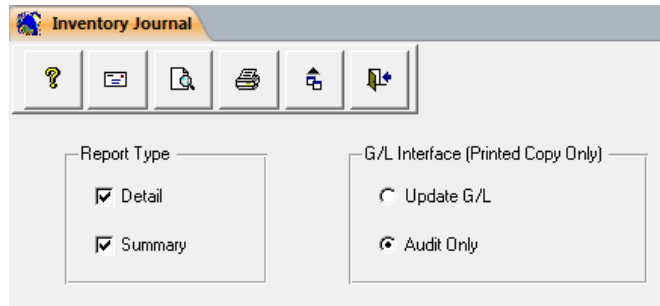 Inventory Journal
Report Type
Detail
Summary
G/L Interface (Printed Copy Only)
Update G/L
Audit Only